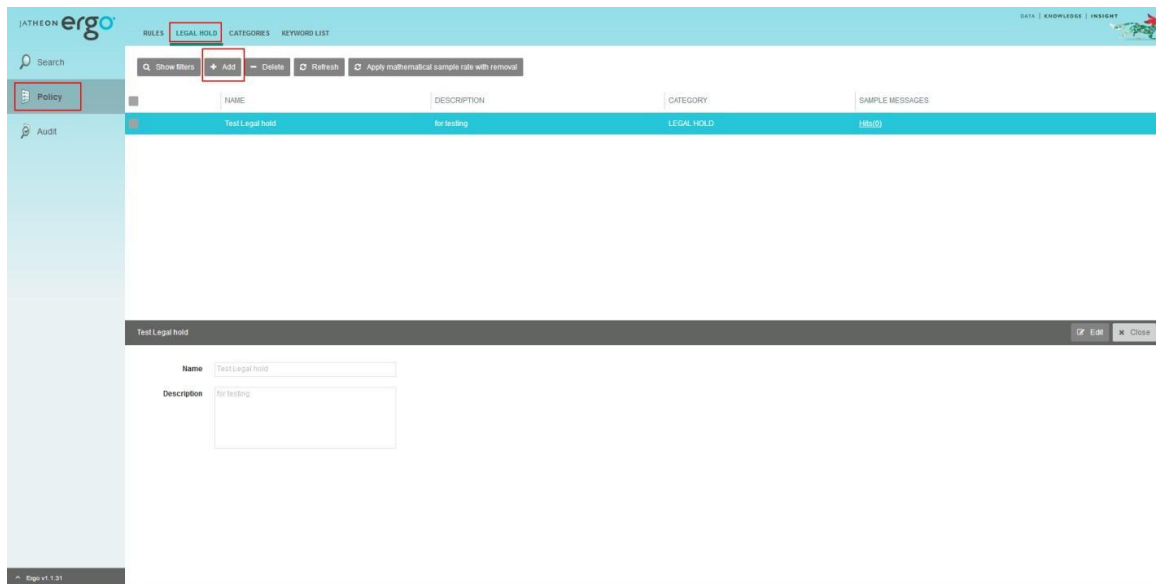 JATHEON ergo
DATA | KNOWLEDGE | INSIGHT
RULES LEGAL HOLD CATEGORIES KEYWORD LIST
Search
Policy
Audit
Show filters + Add − Delete Refresh Apply mathematical sample rate with removal
NAME DESCRIPTION CATEGORY SAMPLE MESSAGES
Test Legal hold for testing LEGAL HOLD Hits(0)
Test Legal hold Edit × Close
Name Test Legal hold
Description for testing
^ Ergo v1.1.31